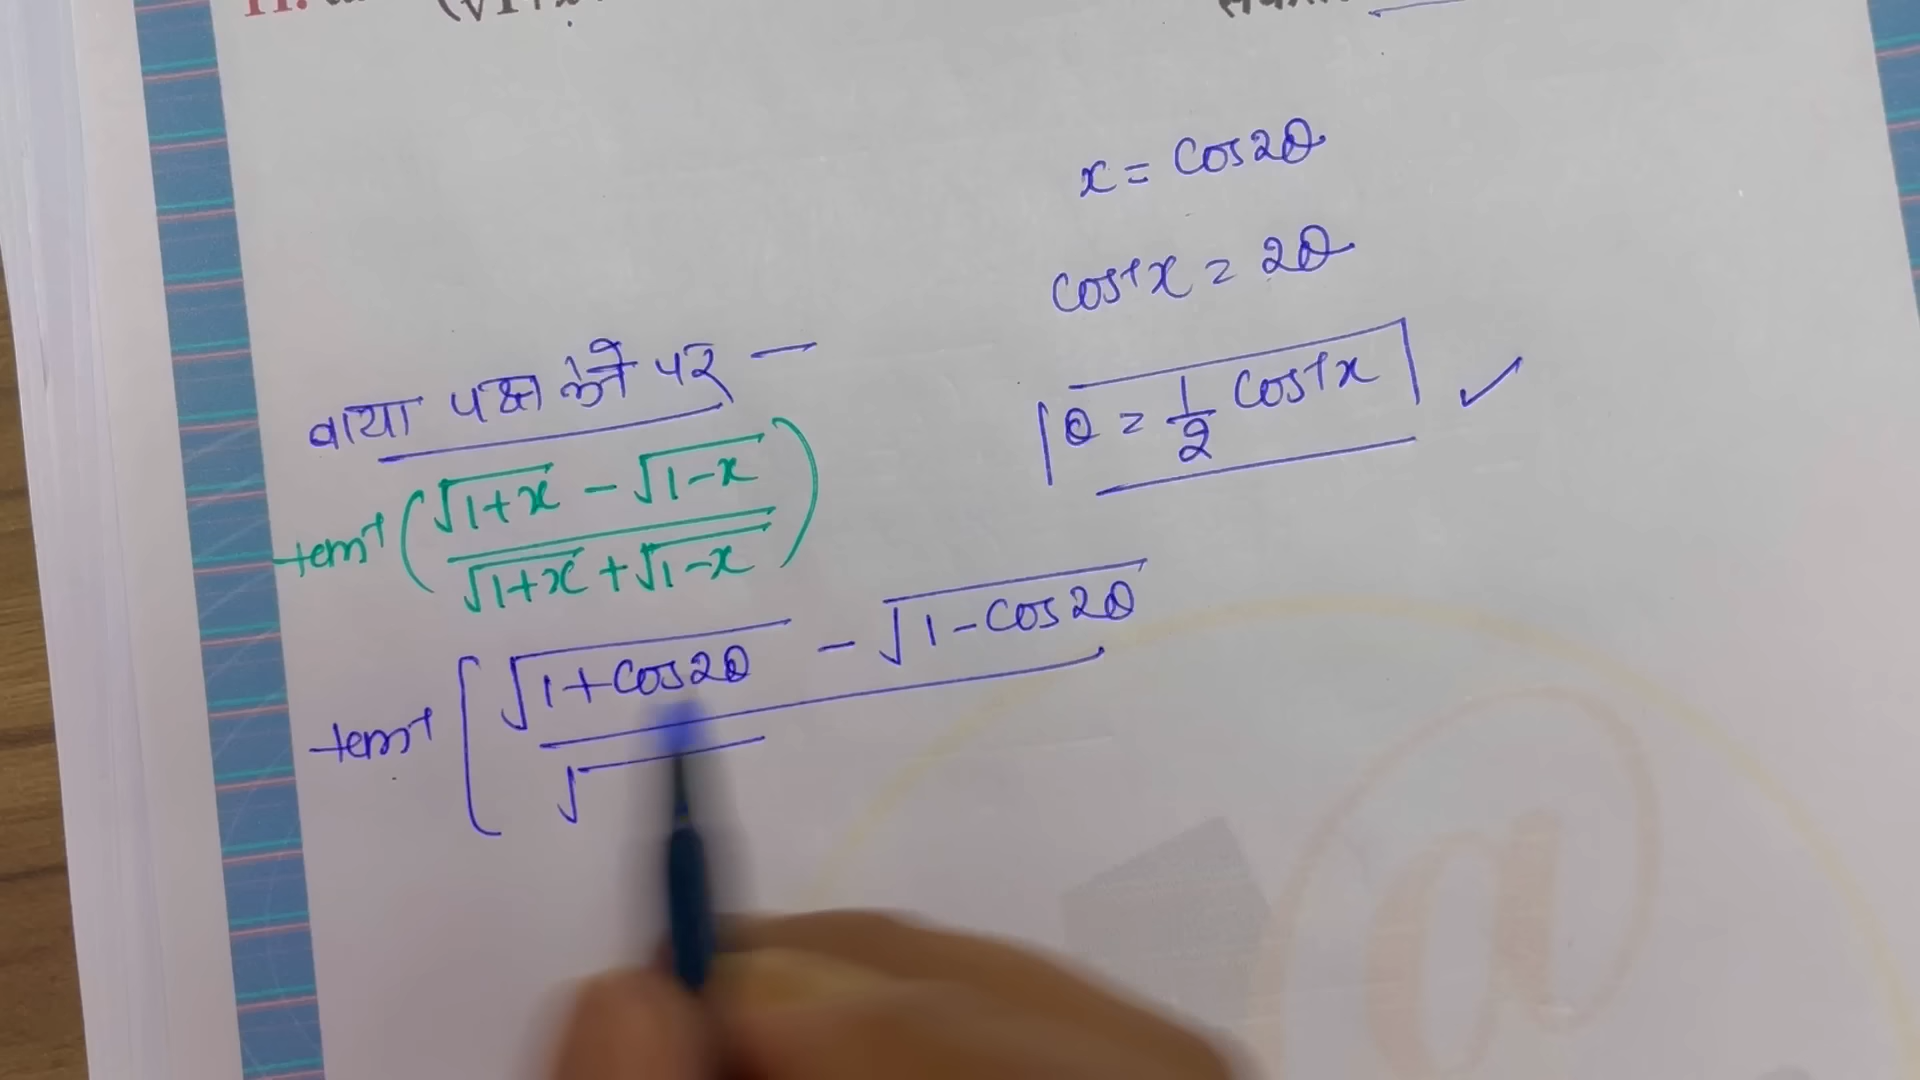 11.
x = cos2θ
cos⁻¹x = 2θ
θ = 1/2 cos⁻¹x ✓
वाया पक्ष लेने पर —
tan⁻¹ ( (√1+x − √1−x) / (√1+x + √1−x) )
tan⁻¹ [ √1+cos2θ − √1−cos2θ / √